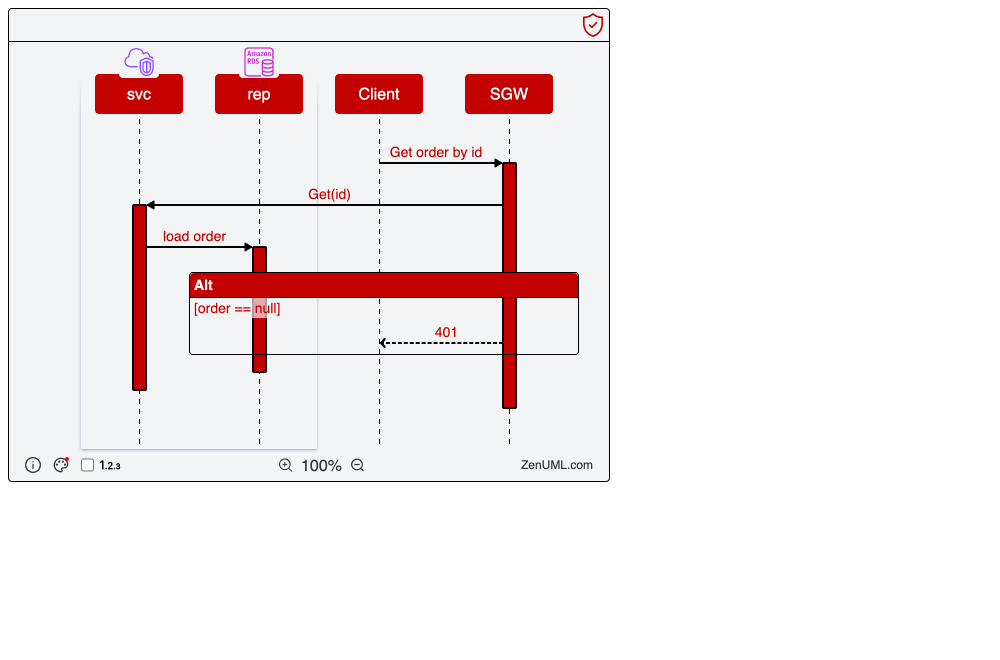 Amazon
RDS
svc
rep
Client
SGW
Get order by id
Get(id)
load order
Alt
[order == null]
401
1.2.3
100%
ZenUML.com